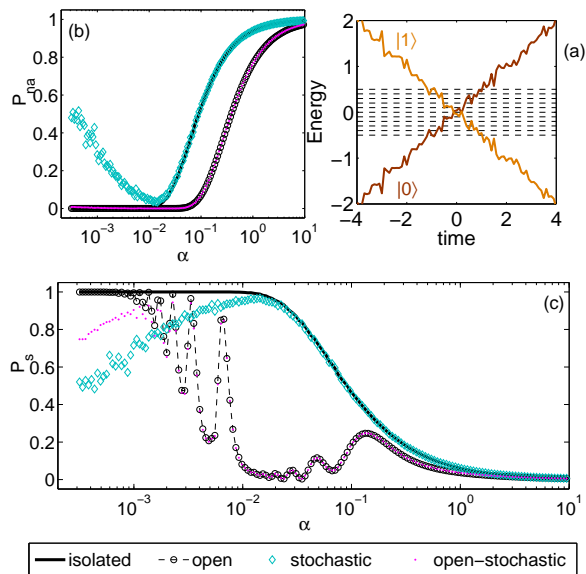 (b)
P_na
1
0.8
0.6
0.4
0.2
0
10^−3 10^−2 10^−1 10^0 10^1
α
(a)
Energy
2
1
0
−1
−2
|1⟩
|0⟩
−4 −2 0 2 4
time
(c)
P_s
1
0.8
0.6
0.4
0.2
0
10^−3 10^−2 10^−1 10^0 10^1
α
isolated open stochastic open−stochastic